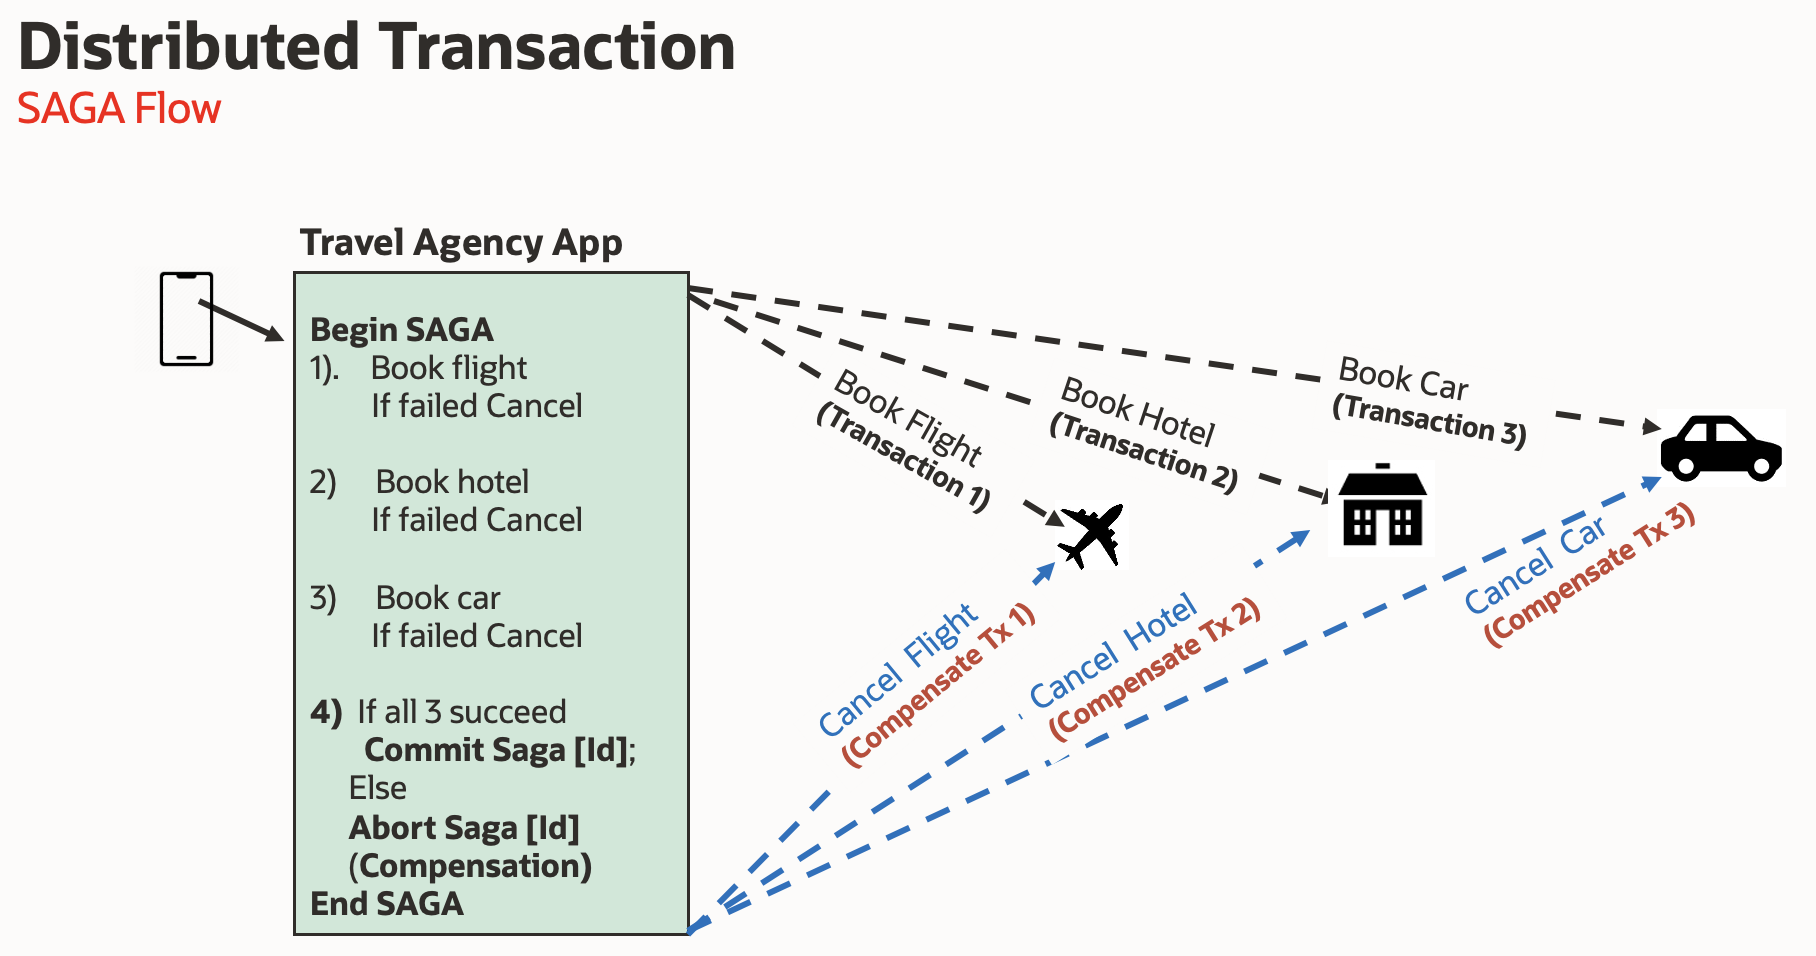 Distributed Transaction
SAGA Flow
Travel Agency App
Begin SAGA
1). Book flight
If failed Cancel
2) Book hotel
If failed Cancel
3) Book car
If failed Cancel
4) If all 3 succeed
Commit Saga [Id];
Else
Abort Saga [Id]
(Compensation)
End SAGA
Book Flight
(Transaction 1)
Book Hotel
(Transaction 2)
Book Car
(Transaction 3)
Cancel Flight
(Compensate Tx 1)
Cancel Hotel
(Compensate Tx 2)
Cancel Car
(Compensate Tx 3)